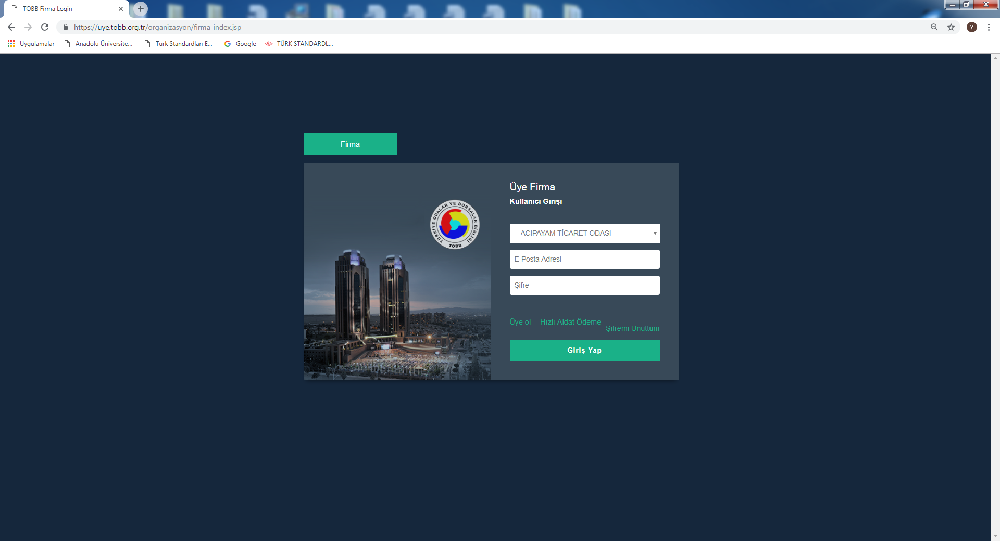 TOBB Firma Login
https://uye.tobb.org.tr/organizasyon/firma-index.jsp
Y
Uygulamalar
Anadolu Üniversite...
Türk Standardları E...
Google
TÜRK STANDARDL...
Firma
TÜRKİYE ODALAR VE BORSALAR BİRLİĞİ
TOBB
Üye Firma
Kullanıcı Girişi
ACIPAYAM TİCARET ODASI
E-Posta Adresi
Şifre
Üye ol
Hızlı Aidat Ödeme
Şifremi Unuttum
Giriş Yap